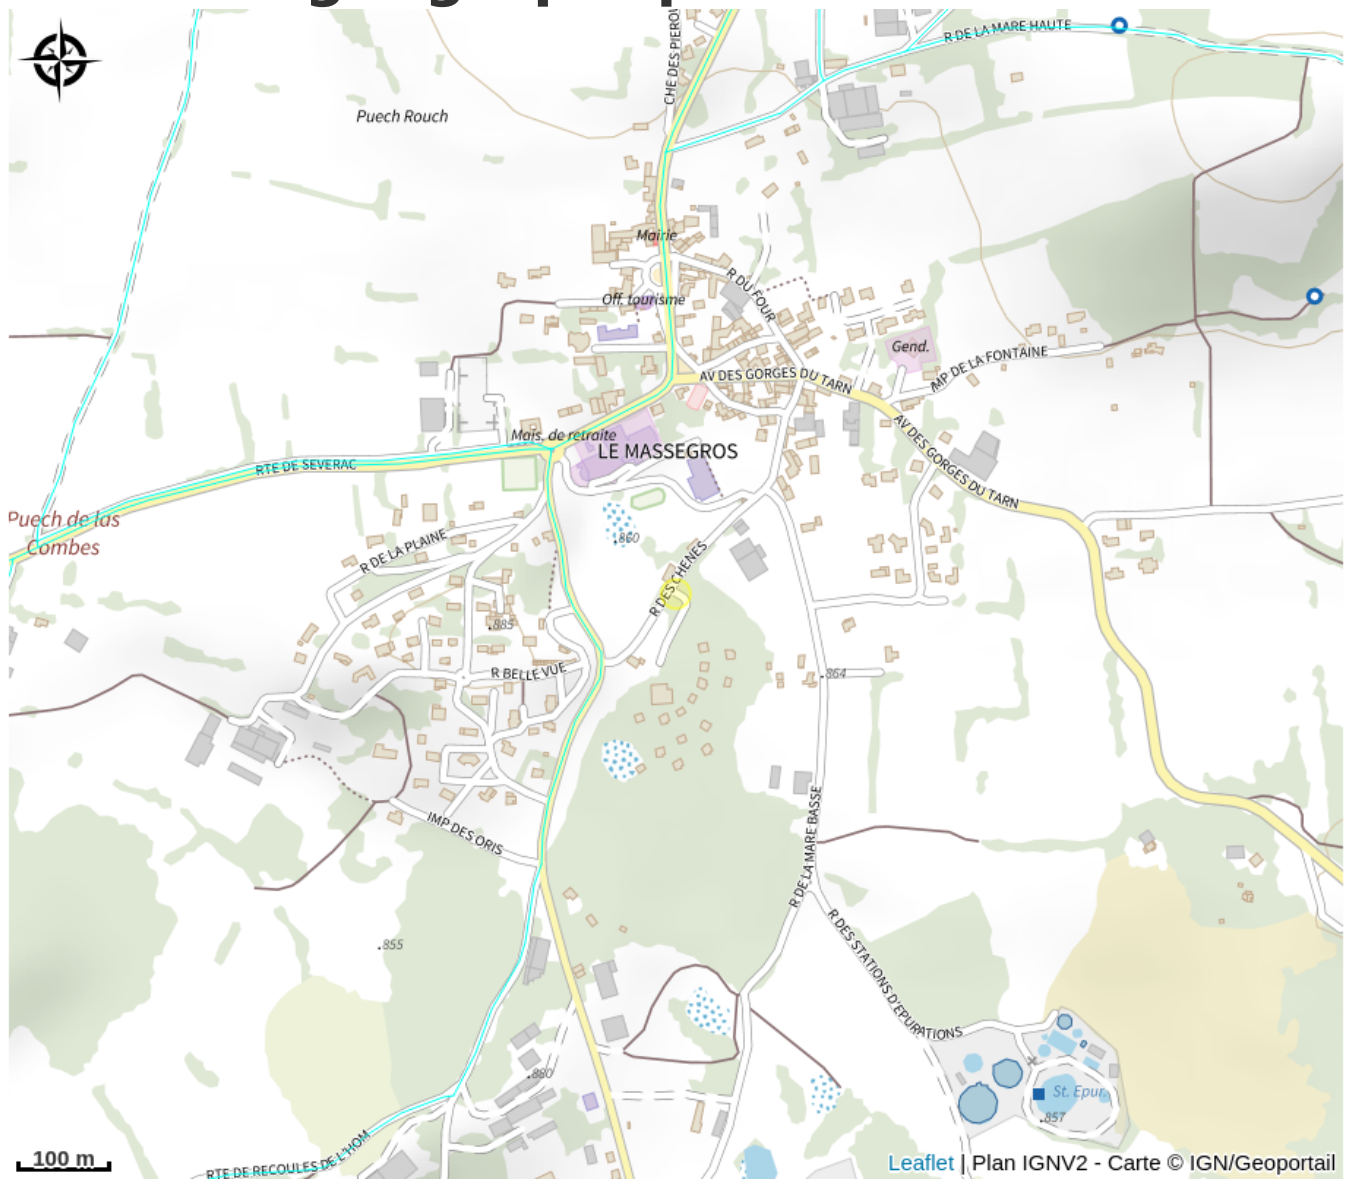 CHE DES PIEROU
R DE LA MARE HAUTE
Puech Rouch
Mairie
R DU FOUR
Off. tourisme
Gend.
IMP DE LA FONTAINE
AV DES GORGES DU TARN
AV DES GORGES DU TARN
Mais. de retraite
LE MASSEGROS
RTE DE SEVERAC
Puech de las
Combes
R DE LA PLAINE
860
R DES CHENES
885
R BELLE VUE
864
R DE LA MARE BASSE
IMP DES ORIS
855
R DES STATIONS D'EPURATIONS
880
St. Epur.
857
RTE DE RECOULES DE L'HOM
100 m
Leaflet | Plan IGNV2 - Carte © IGN/Geoportail